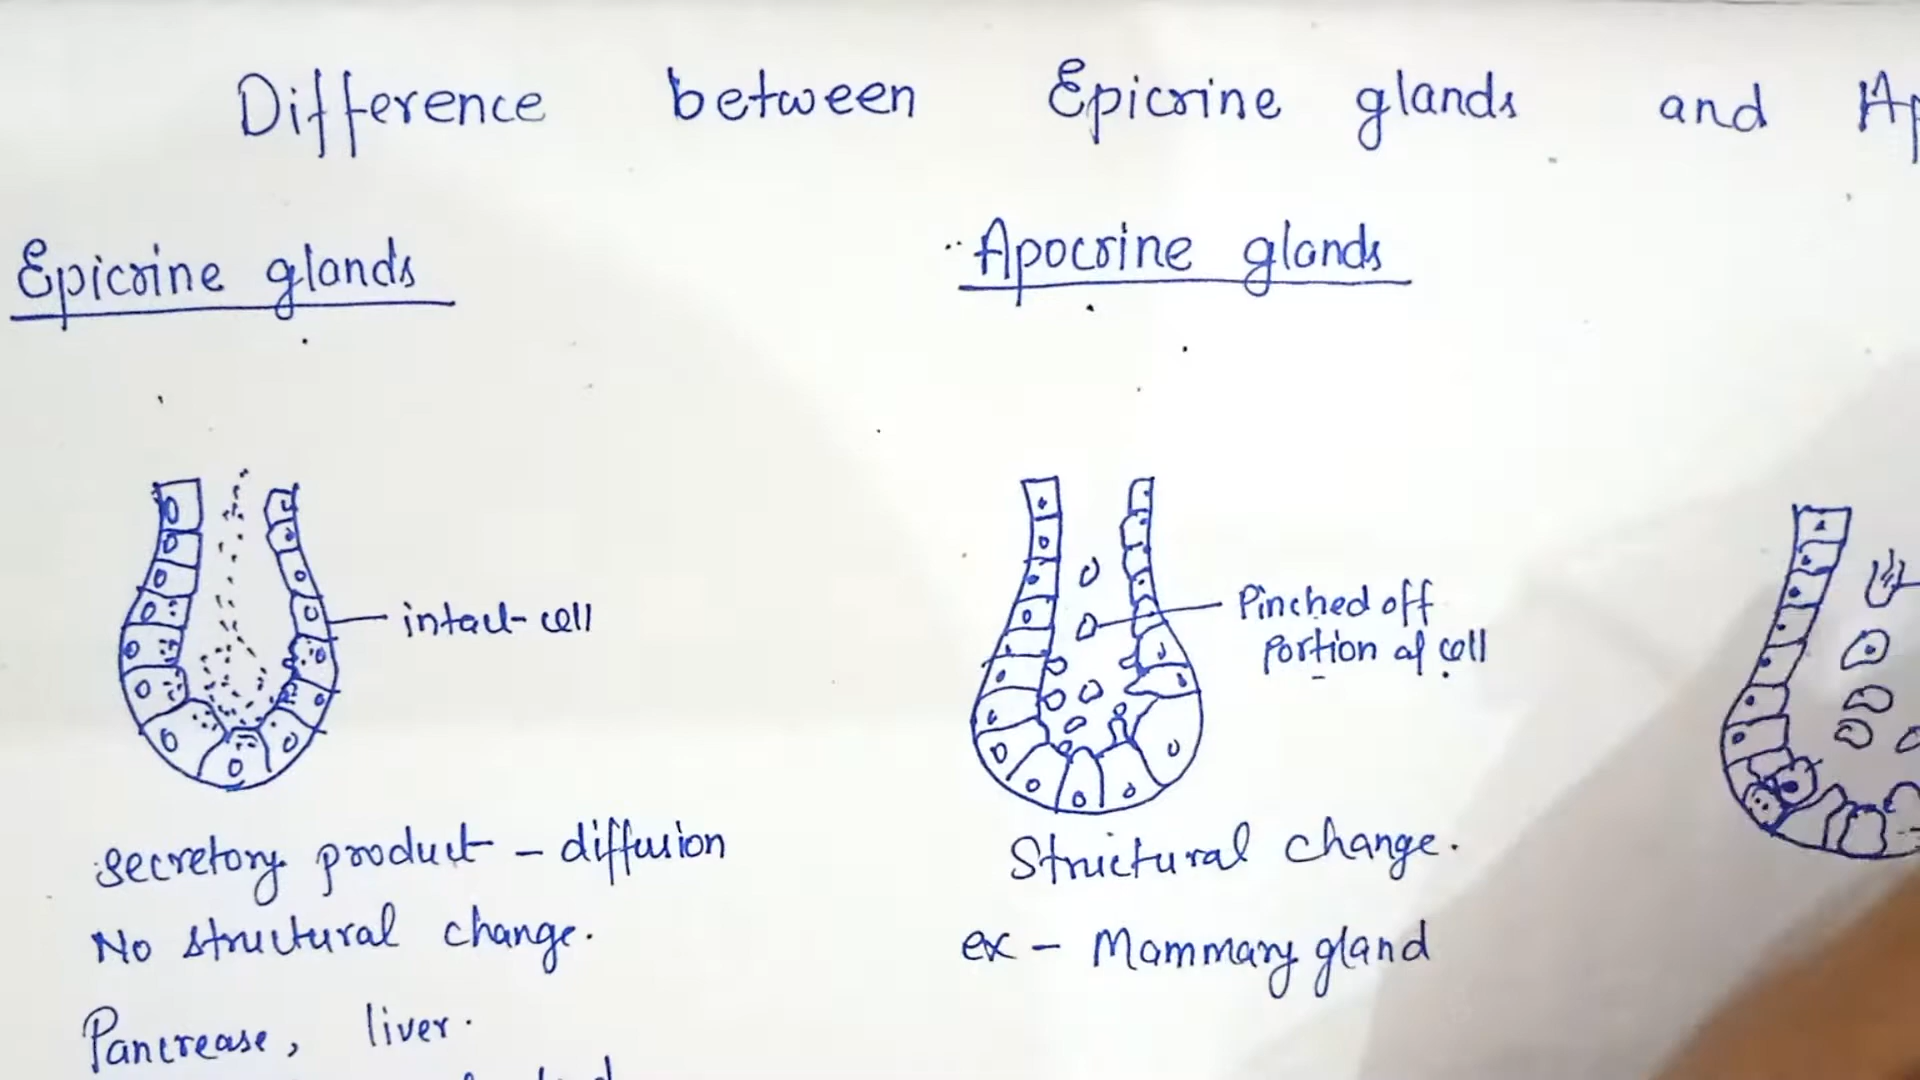 Difference between Epicrine glands and Ap
Epicrine glands
Apocrine glands
intact cell
Pinched off
portion of cell
secretory product - diffusion
No structural change.
Pancrease, liver.
Structural change.
ex - Mammary gland